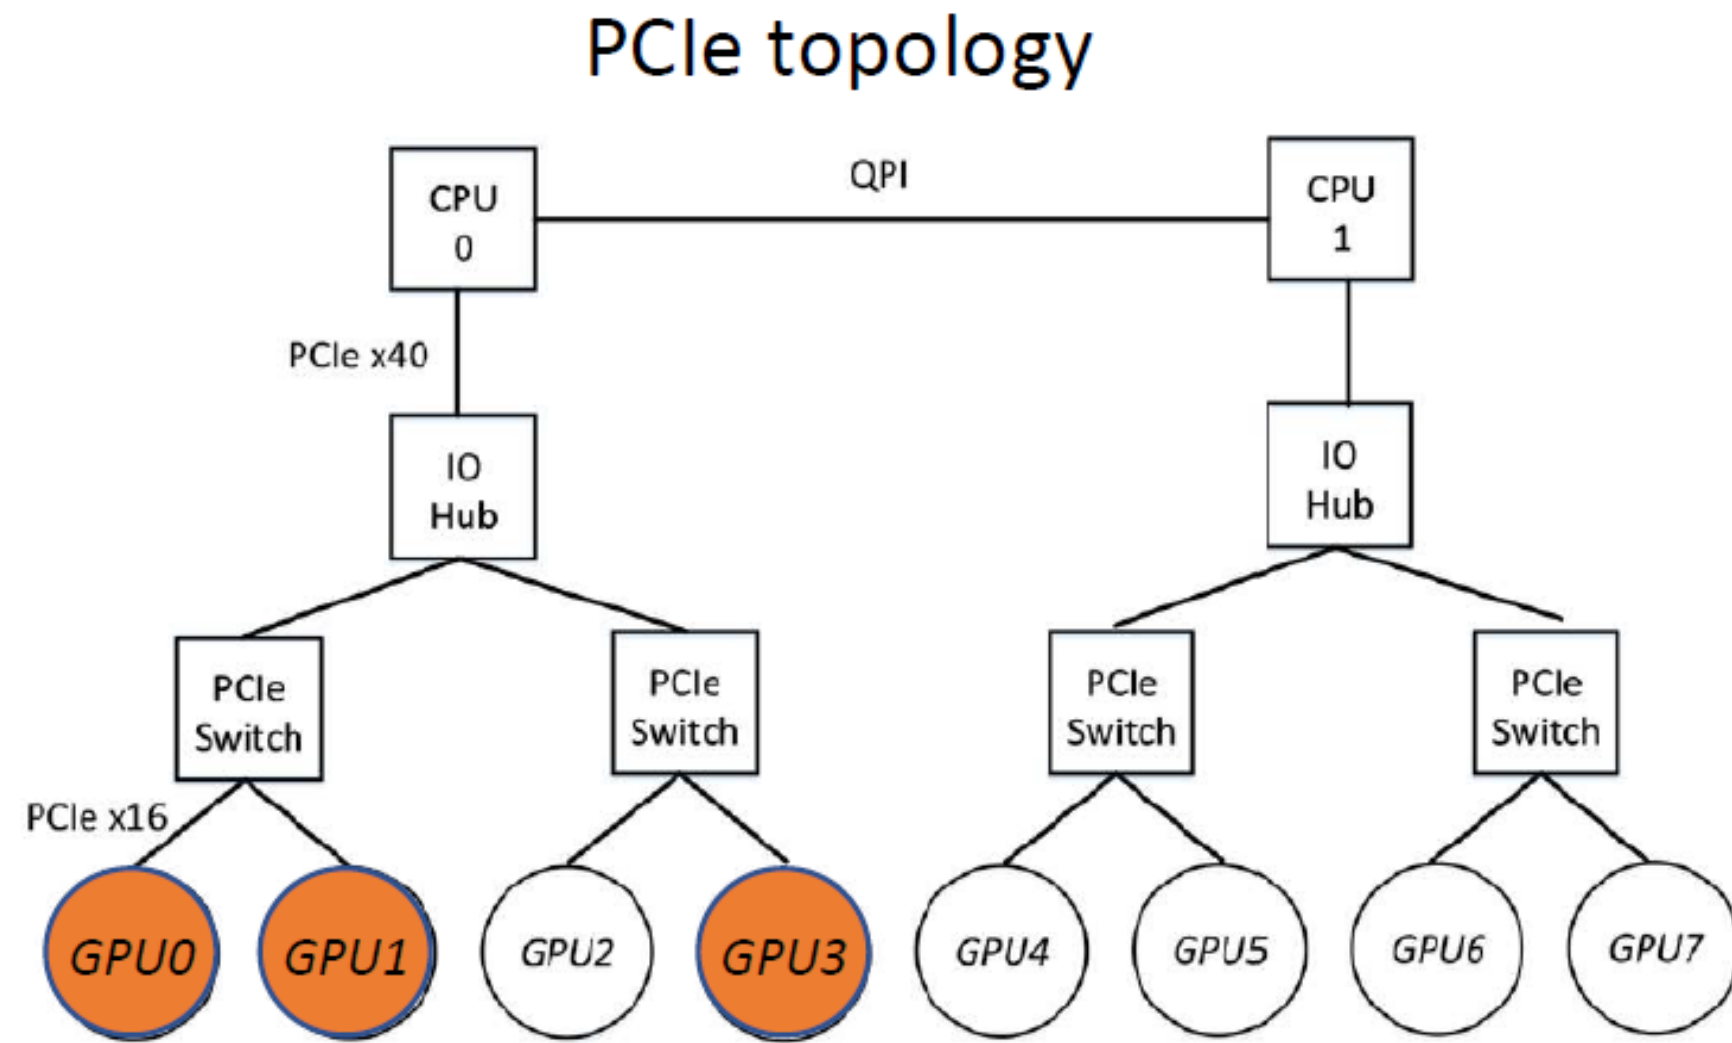 PCIe topology
CPU
0
QPI
CPU
1
PCIe x40
IO
Hub
IO
Hub
PCIe
Switch
PCIe
Switch
PCIe
Switch
PCIe
Switch
PCIe x16
GPU0
GPU1
GPU2
GPU3
GPU4
GPU5
GPU6
GPU7